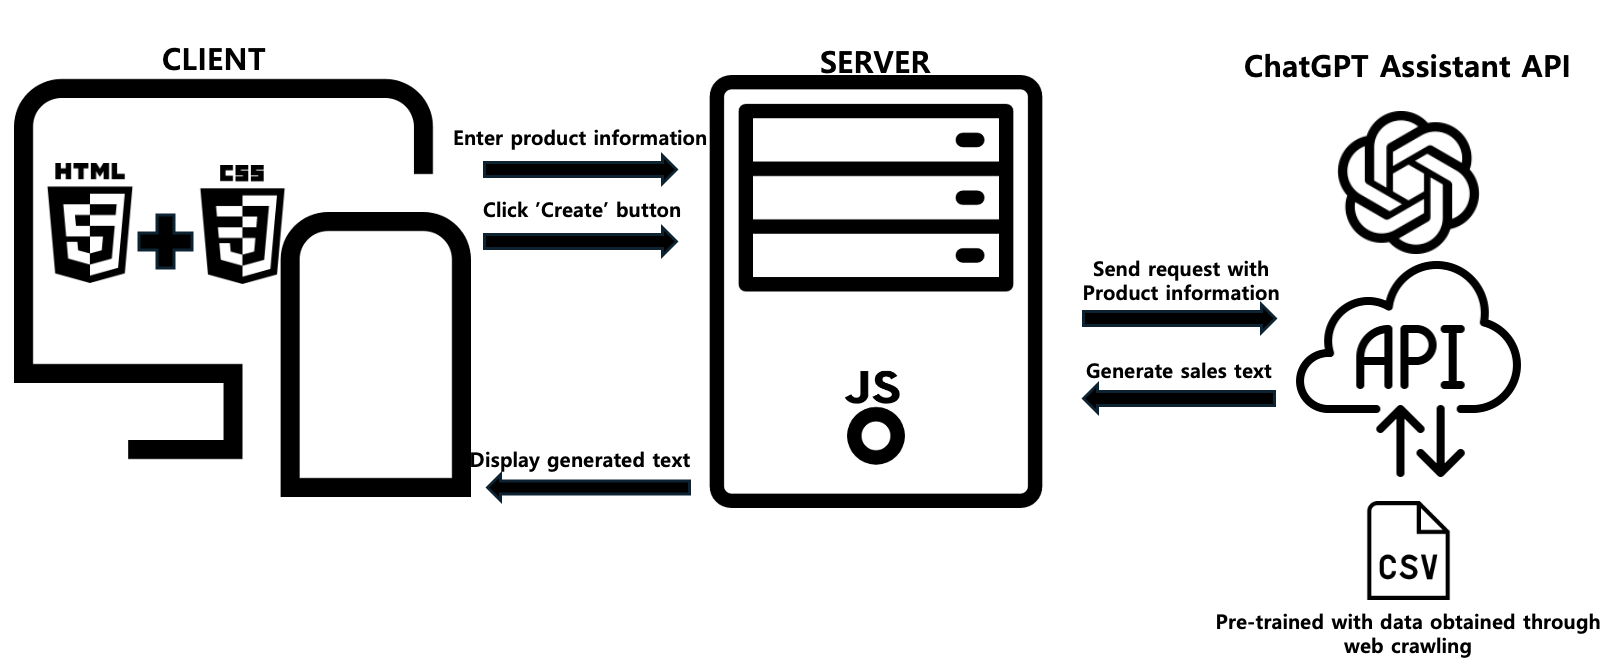 CLIENT
SERVER
ChatGPT Assistant API
HTML
CSS
Enter product information
Click ’Create’ button
Send request with
Product information
API
Generate sales text
JS
Display generated text
CSV
Pre-trained with data obtained through
web crawling